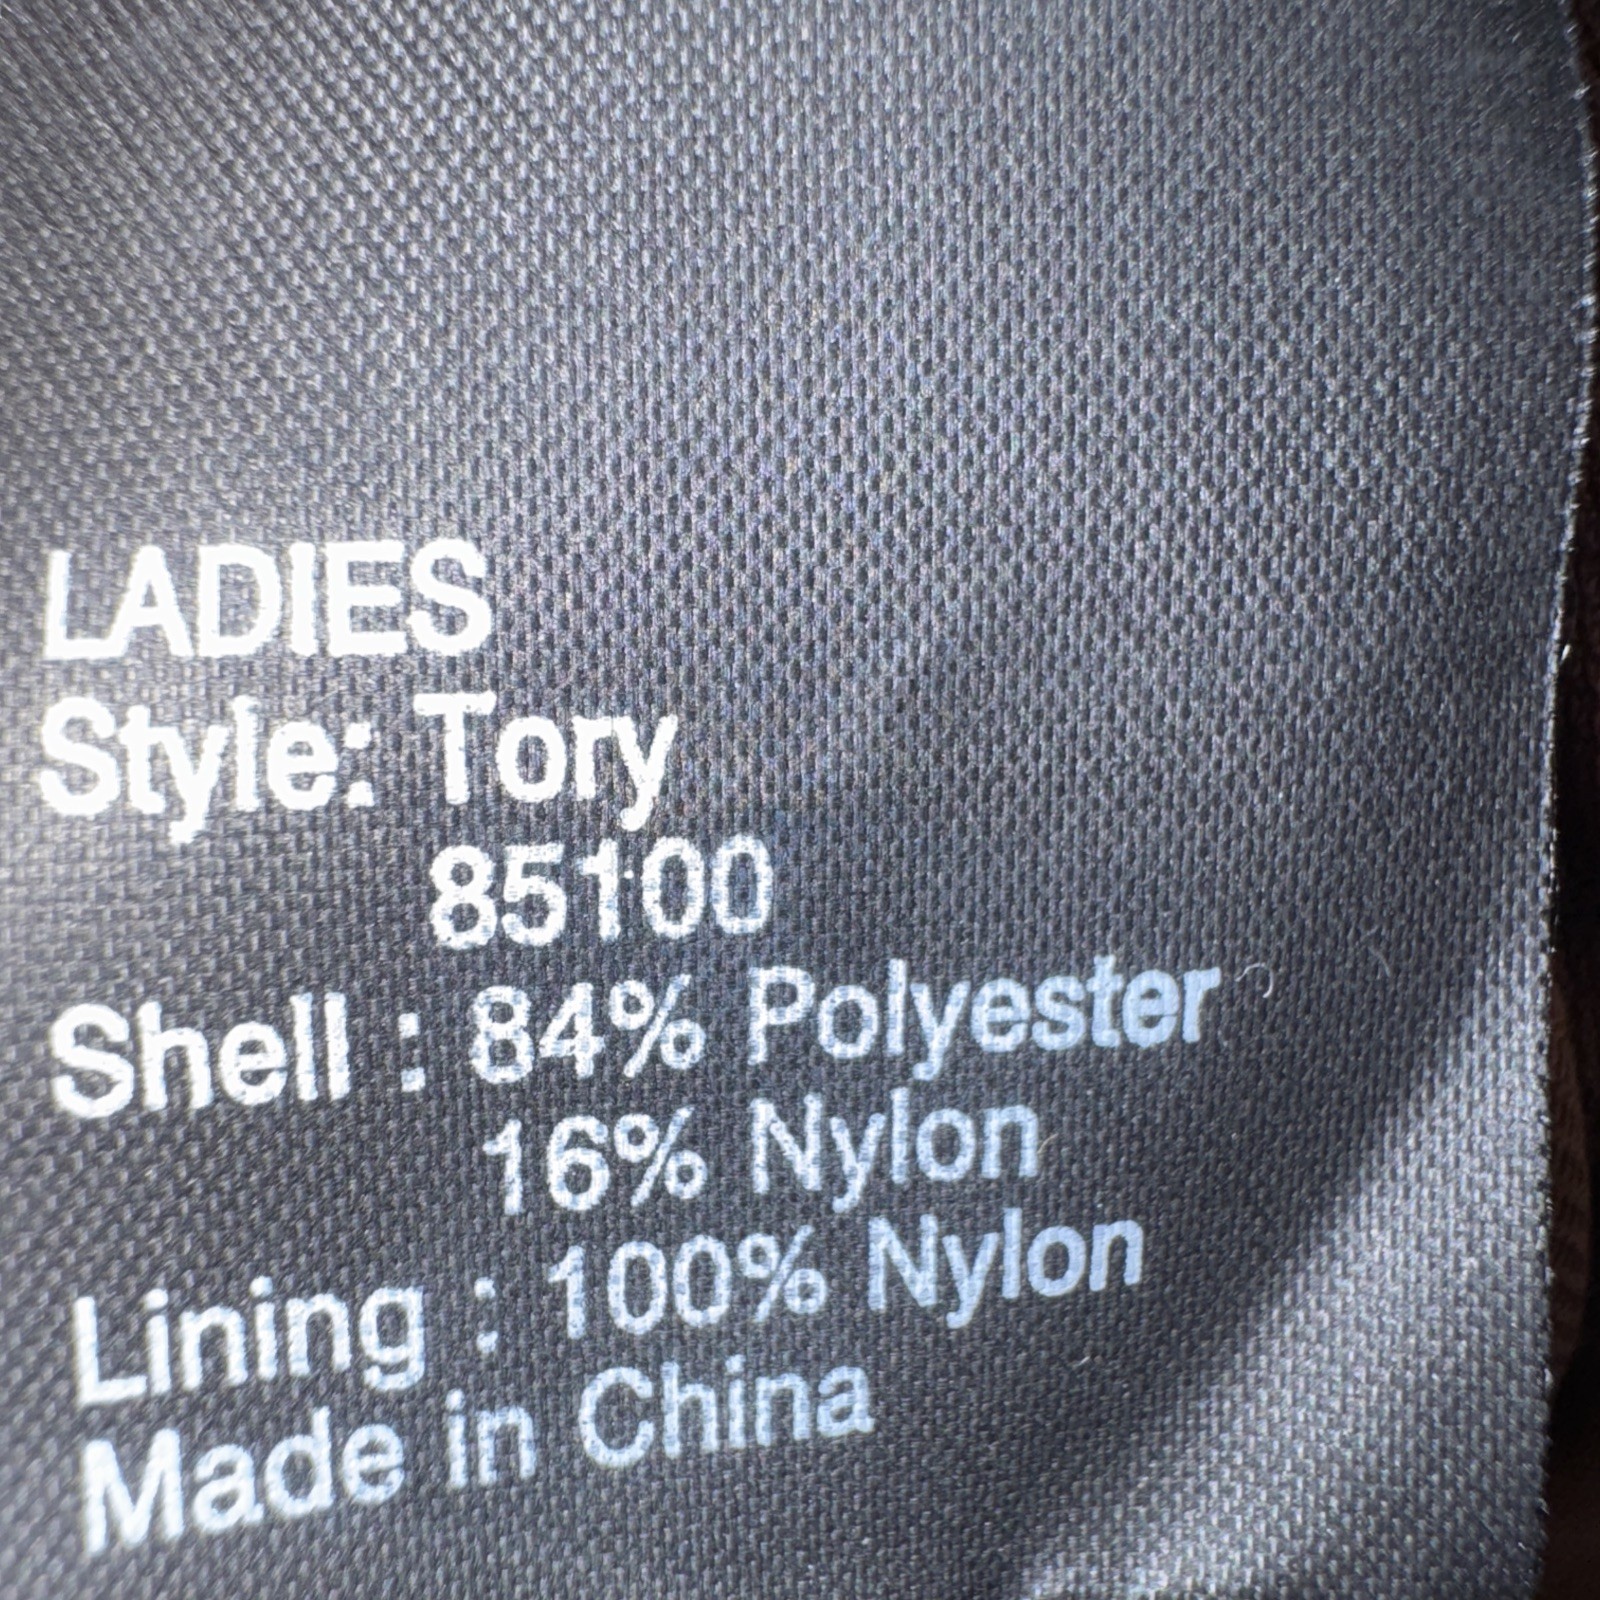 LADIES
Style: Tory
85100
Shell : 84% Polyester
16% Nylon
Lining : 100% Nylon
Made in China